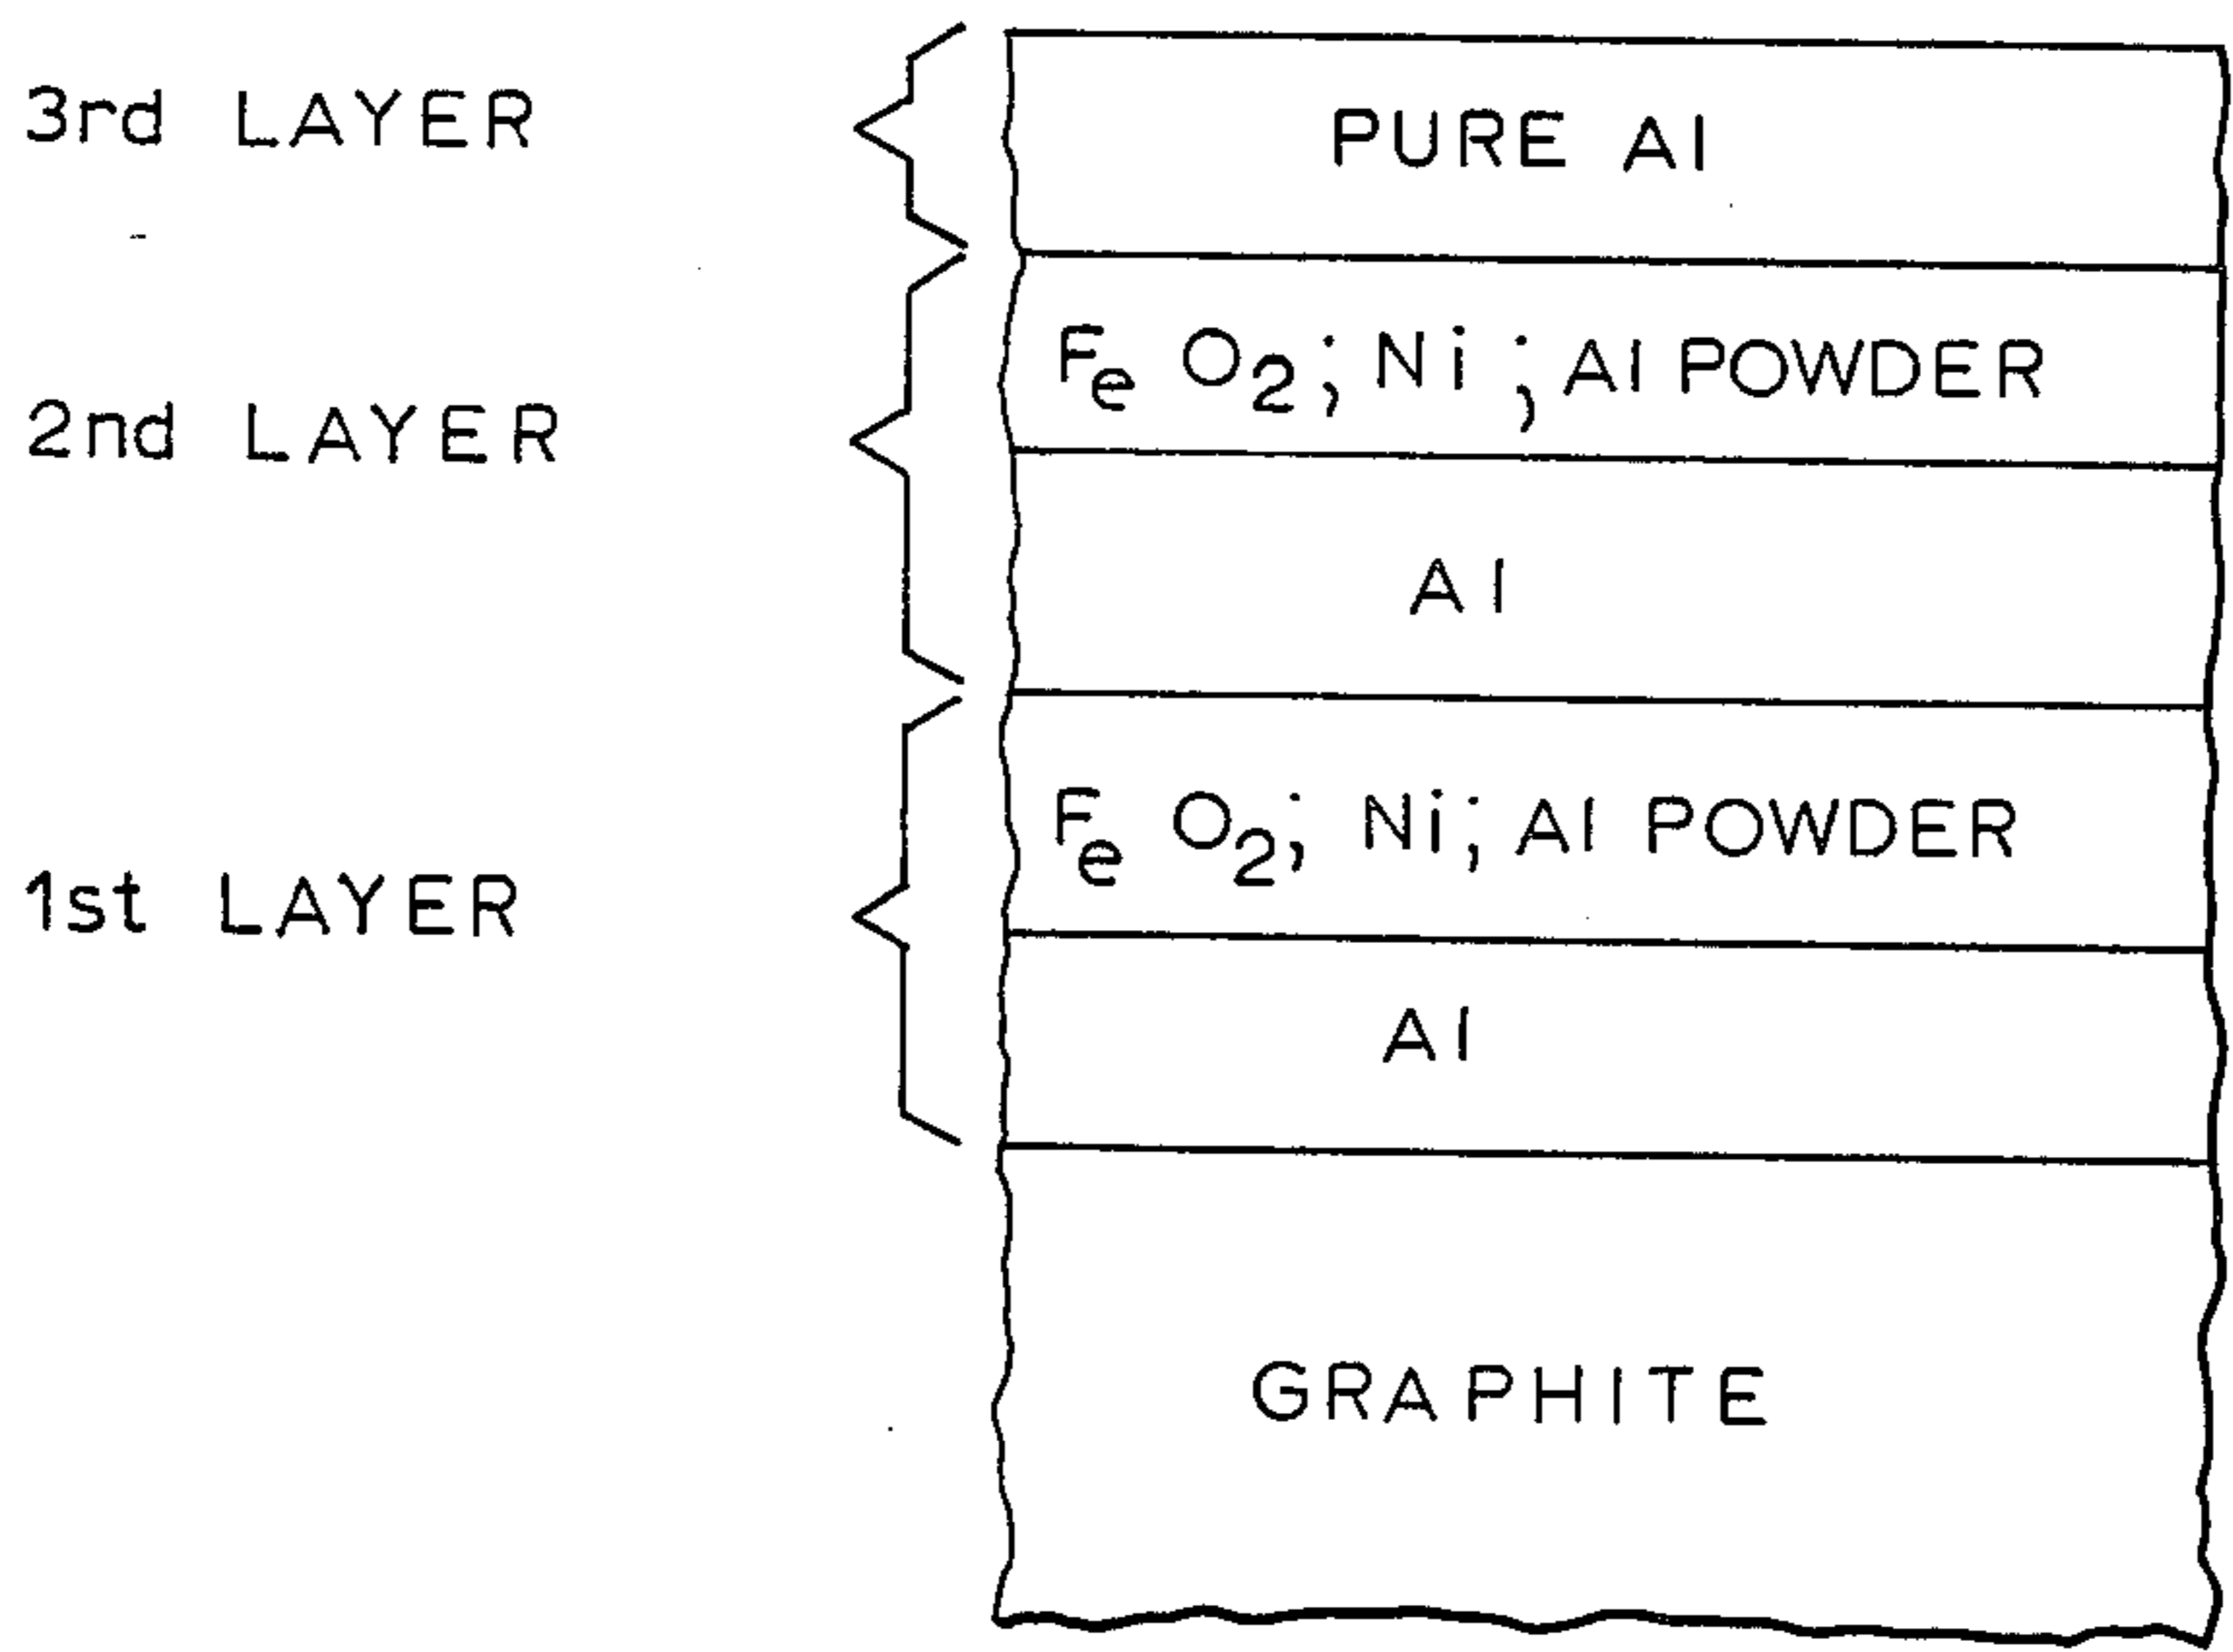 3rd LAYER
PURE Al
2nd LAYER
Fe O2; Ni; Al POWDER
Al
1st LAYER
Fe O2; Ni; Al POWDER
Al
GRAPHITE